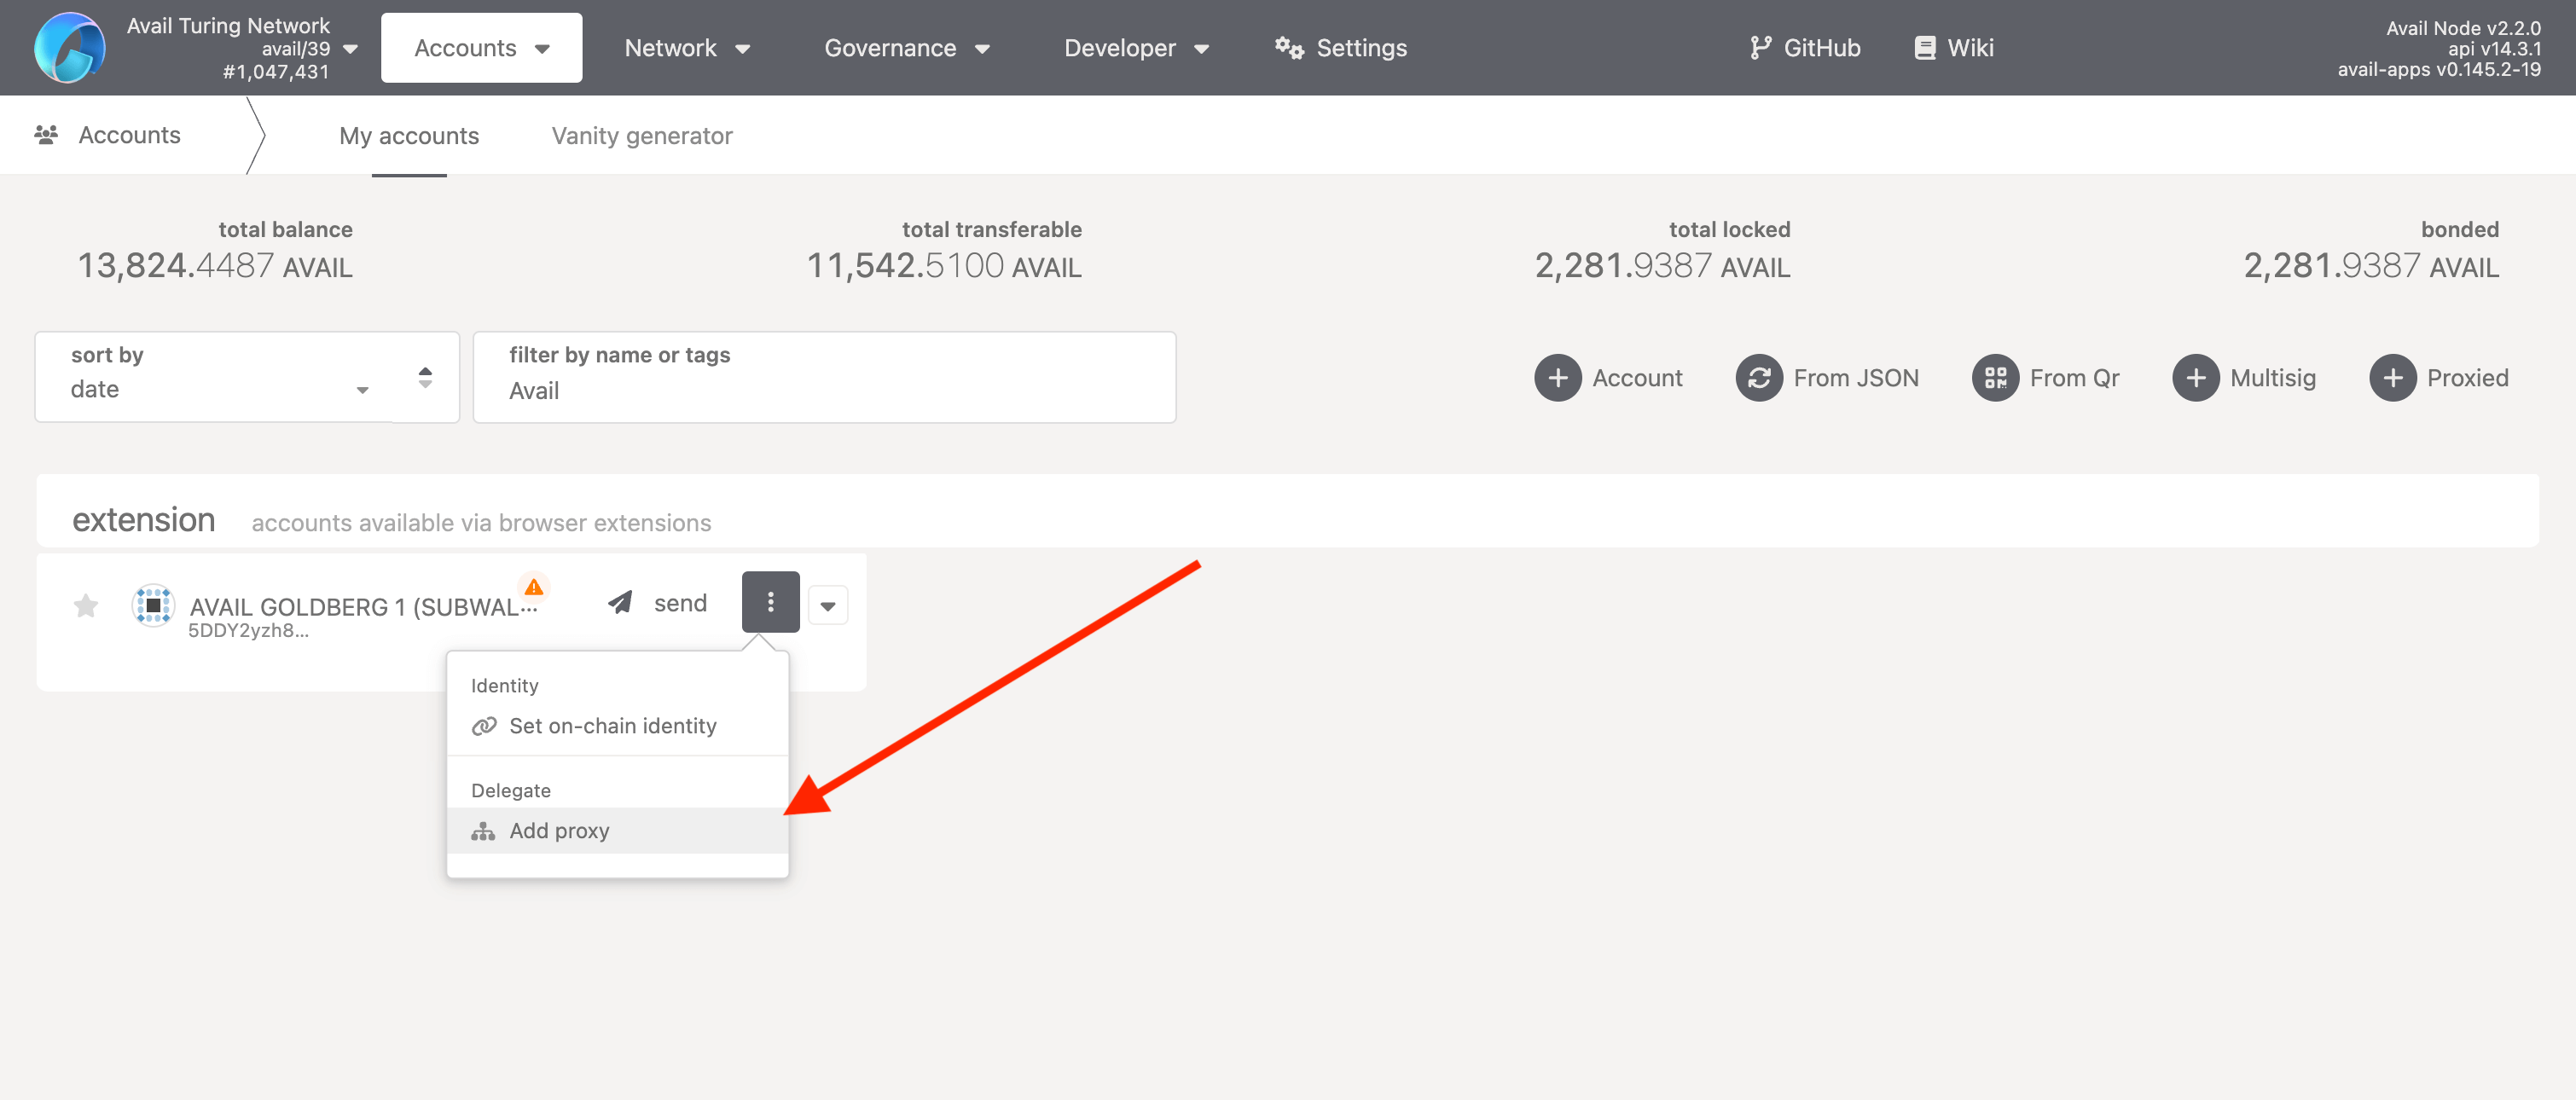 Avail Turing Network
avail/39
#1,047,431
Accounts
Network
Governance
Developer
Settings
GitHub
Wiki
Avail Node v2.2.0
api v14.3.1
avail-apps v0.145.2-19
Accounts
My accounts
Vanity generator
total balance
13,824.4487 AVAIL
total transferable
11,542.5100 AVAIL
total locked
2,281.9387 AVAIL
bonded
2,281.9387 AVAIL
sort by
date
filter by name or tags
Avail
Account
From JSON
From Qr
Multisig
Proxied
extension accounts available via browser extensions
AVAIL GOLDBERG 1 (SUBWAL...
5DDY2yzh8...
send
Identity
Set on-chain identity
Delegate
Add proxy